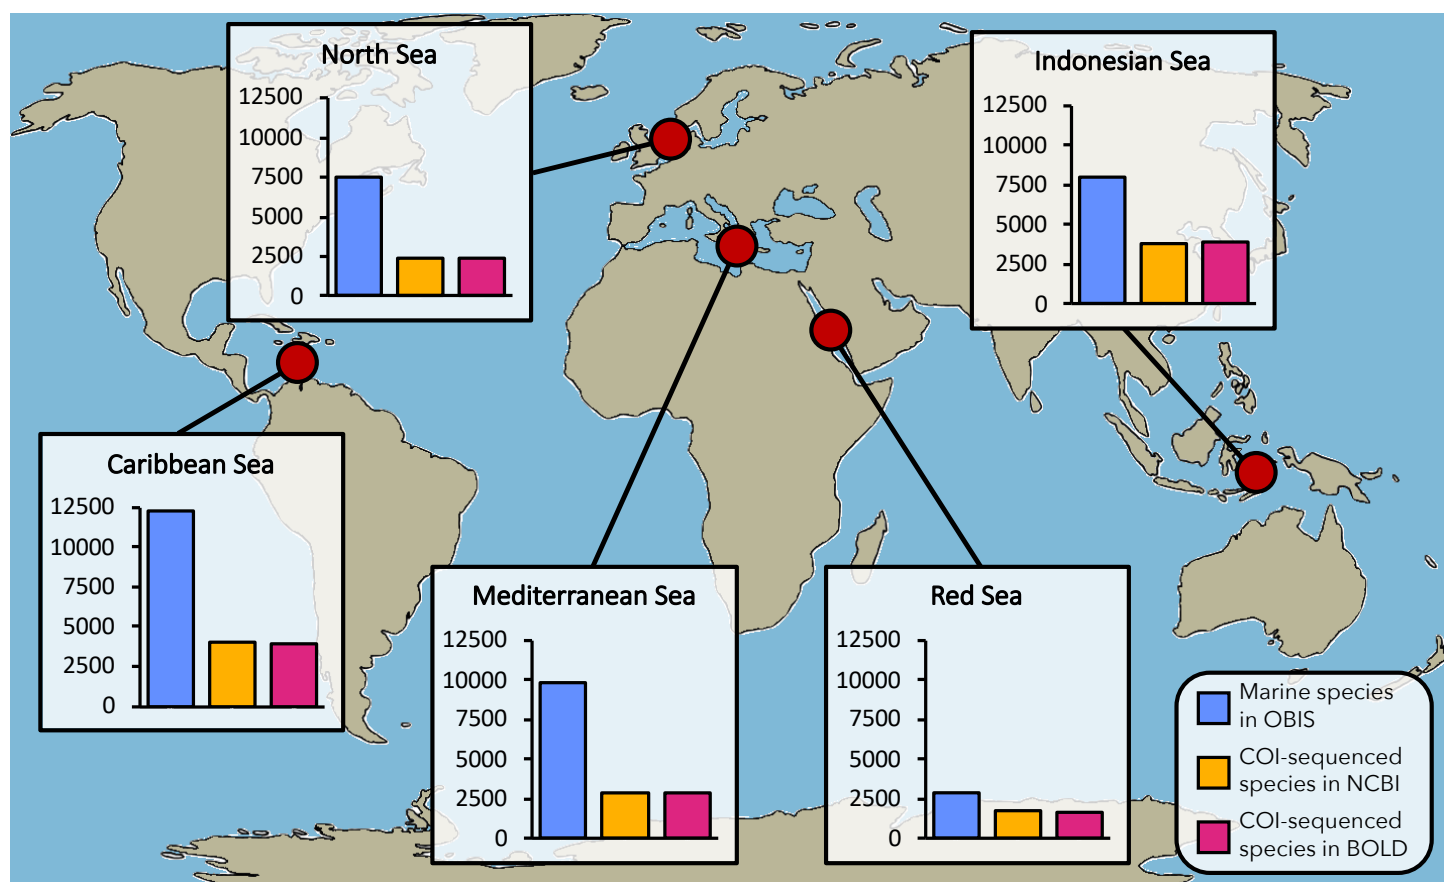 North Sea
12500
10000
7500
5000
2500
0
Indonesian Sea
12500
10000
7500
5000
2500
0
Caribbean Sea
12500
10000
7500
5000
2500
0
Mediterranean Sea
12500
10000
7500
5000
2500
0
Red Sea
12500
10000
7500
5000
2500
0
Marine species
in OBIS
COI-sequenced
species in NCBI
COI-sequenced
species in BOLD